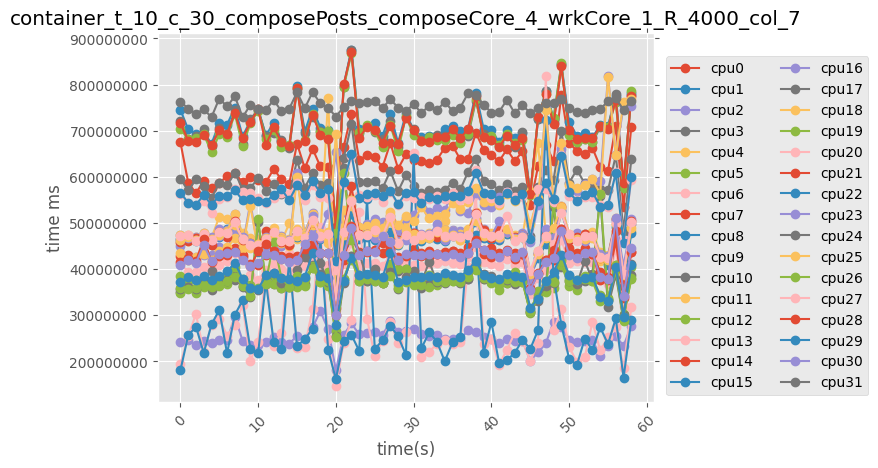 container_t_10_c_30_composePosts_composeCore_4_wrkCore_1_R_4000_col_7
900000000
800000000
700000000
600000000
500000000
400000000
300000000
200000000
time ms
0
10
20
30
40
50
60
time(s)
cpu0
cpu1
cpu2
cpu3
cpu4
cpu5
cpu6
cpu7
cpu8
cpu9
cpu10
cpu11
cpu12
cpu13
cpu14
cpu15
cpu16
cpu17
cpu18
cpu19
cpu20
cpu21
cpu22
cpu23
cpu24
cpu25
cpu26
cpu27
cpu28
cpu29
cpu30
cpu31